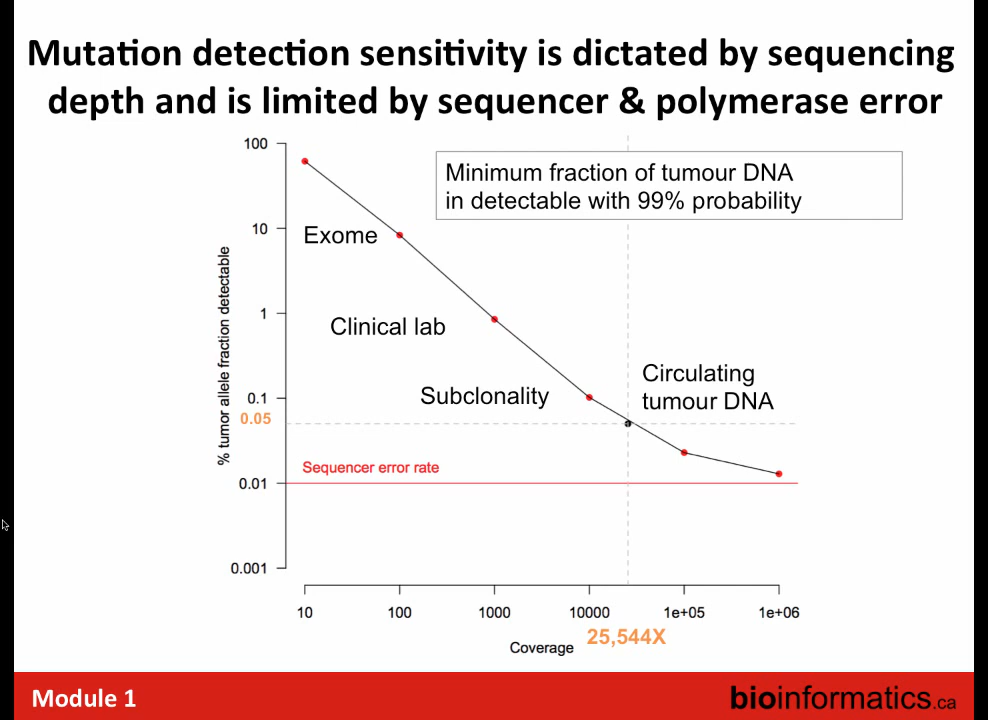 Mutation detection sensitivity is dictated by sequencing
depth and is limited by sequencer & polymerase error
Minimum fraction of tumour DNA
in detectable with 99% probability
% tumor allele fraction detectable
100
10
1
0.1
0.05
0.01
0.001
Exome
Clinical lab
Subclonality
Circulating
tumour DNA
Sequencer error rate
10
100
1000
10000
1e+05
1e+06
25,544X
Coverage
Module 1
bioinformatics.ca